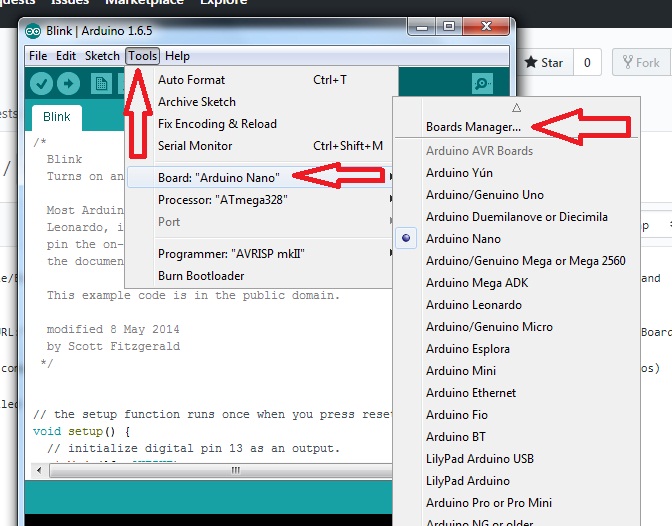 quests Issues Marketplace Explore
Blink | Arduino 1.6.5
File Edit Sketch Tools Help
Star 0 Fork
Blink
Auto Format Ctrl+T
Archive Sketch
Fix Encoding & Reload
Serial Monitor Ctrl+Shift+M
Board: "Arduino Nano"
Processor: "ATmega328"
Port
Programmer: "AVRISP mkII"
Burn Bootloader
Boards Manager...
Arduino AVR Boards
Arduino Yún
Arduino/Genuino Uno
Arduino Duemilanove or Diecimila
Arduino Nano
Arduino/Genuino Mega or Mega 2560
Arduino Mega ADK
Arduino Leonardo
Arduino/Genuino Micro
Arduino Esplora
Arduino Mini
Arduino Ethernet
Arduino Fio
Arduino BT
LilyPad Arduino USB
LilyPad Arduino
Arduino Pro or Pro Mini
Arduino NG or older
/*
Blink
Turns on an
Most Arduin
Leonardo, i
pin the on-
the documen
This example code is in the public domain.
modified 8 May 2014
by Scott Fitzgerald
*/
// the setup function runs once when you press rese
void setup() {
// initialize digital pin 13 as an output.
and
URL:
Board
os)